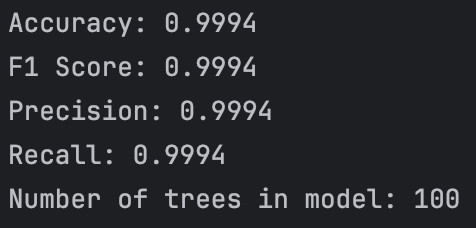 Accuracy: 0.9994
F1 Score: 0.9994
Precision: 0.9994
Recall: 0.9994
Number of trees in model: 100